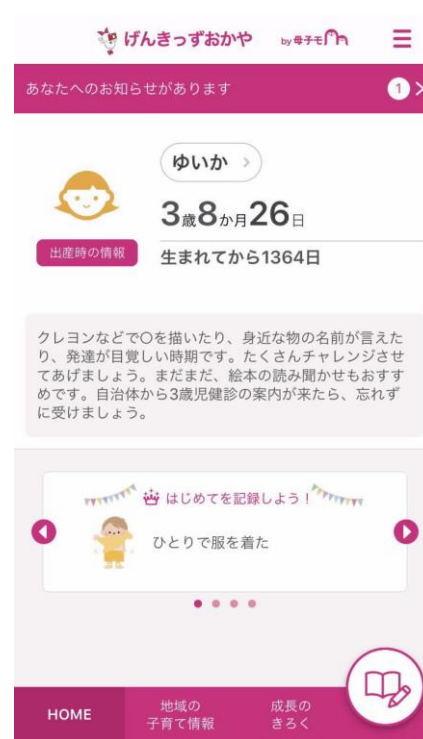 げんきっずおかや by母子モ
あなたへのお知らせがあります 1
ゆいか
3歳8か月26日
出産時の情報
生まれてから1364日
クレヨンなどで〇を描いたり、身近な物の名前が言えた
り、発達が目覚しい時期です。たくさんチャレンジさせ
てあげましょう。まだまだ、絵本の読み聞かせもおすす
めです。自治体から3歳児健診の案内が来たら、忘れず
に受けましょう。
はじめてを記録しよう!
ひとりで服を着た
HOME
地域の
子育て情報
成長の
きろく